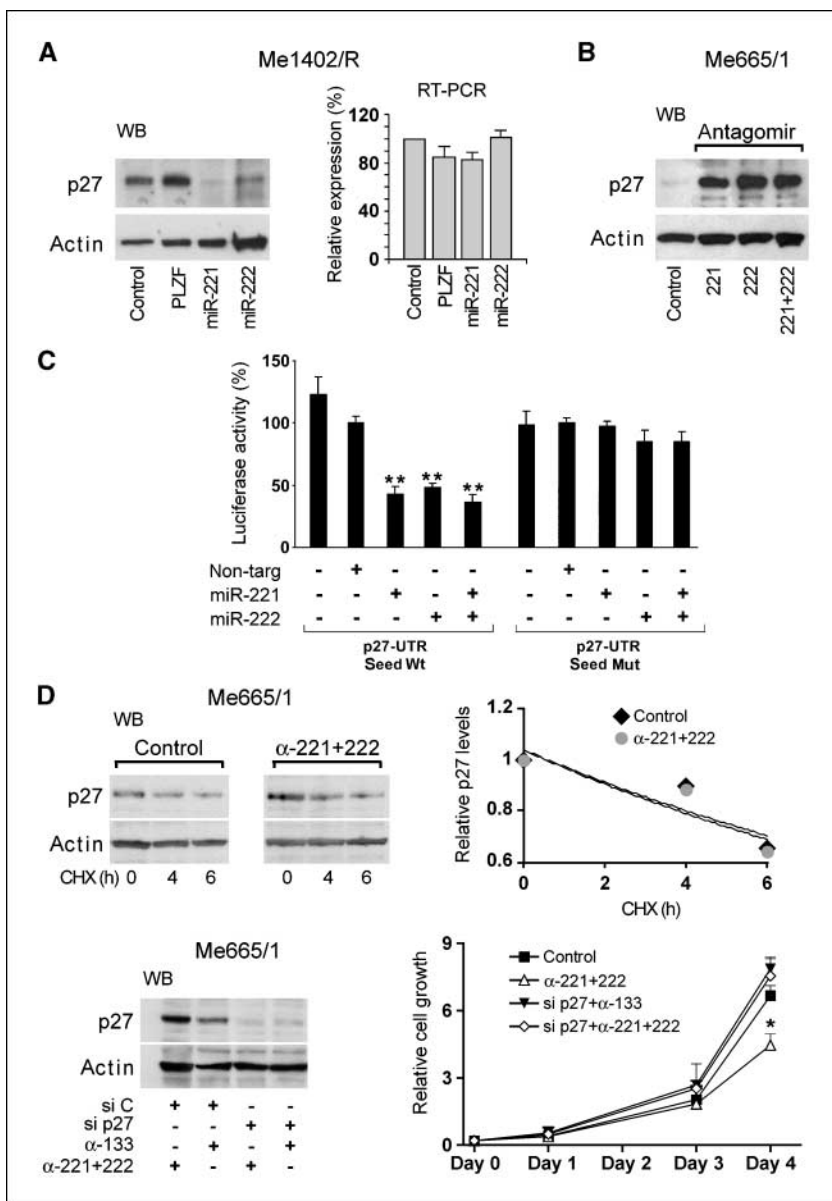 A
Me1402/R
WB
p27
Actin
Control
PLZF
miR-221
miR-222
RT-PCR
Relative expression (%)
120
80
40
0
Control
PLZF
miR-221
miR-222
B
Me665/1
WB
Antagomir
p27
Actin
Control
221
222
221+222
C
Luciferase activity (%)
150
100
50
0
** ** **
Non-targ - + - - - - + - - -
miR-221 - - + - + - - + - +
miR-222 - - - + + - - - + +
p27-UTR
Seed Wt
p27-UTR
Seed Mut
D
Me665/1
WB
Control
α-221+222
p27
Actin
CHX (h) 0 4 6 0 4 6
Relative p27 levels
1.2
1
0.8
0.6
Control
α-221+222
0 2 4 6
CHX (h)
Me665/1
WB
p27
Actin
si C + + - -
si p27 - - + +
α-133 - + - +
α-221+222 + - + -
Relative cell growth
9
6
3
0
Control
α-221+222
si p27+α-133
si p27+α-221+222
*
Day 0 Day 1 Day 2 Day 3 Day 4